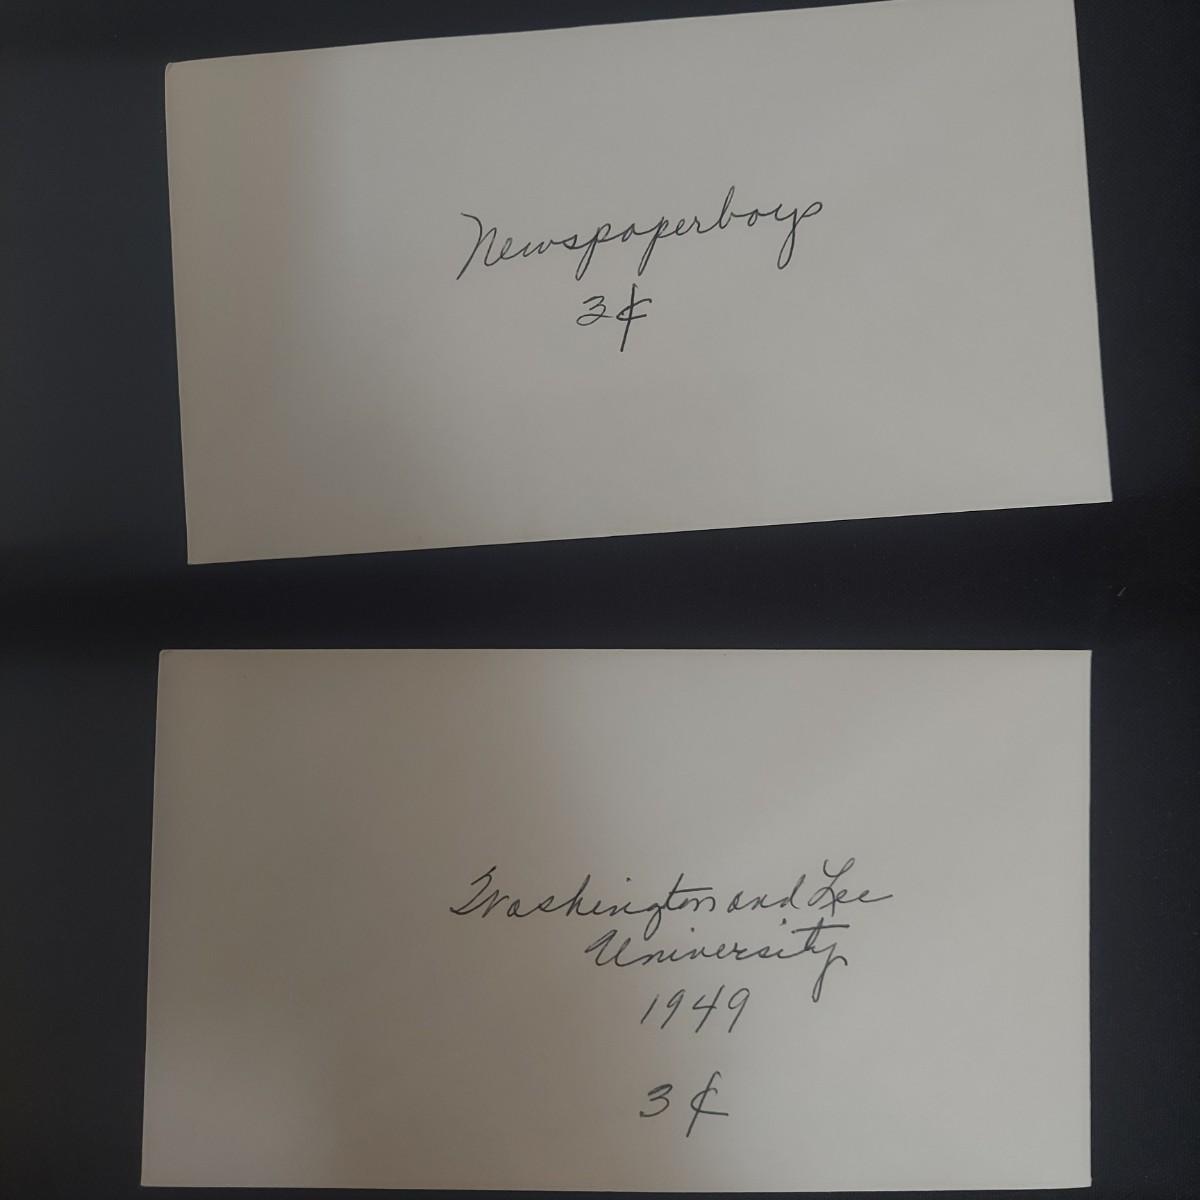 Newspaperboys
3¢
Washington and Lee
University
1949
3¢